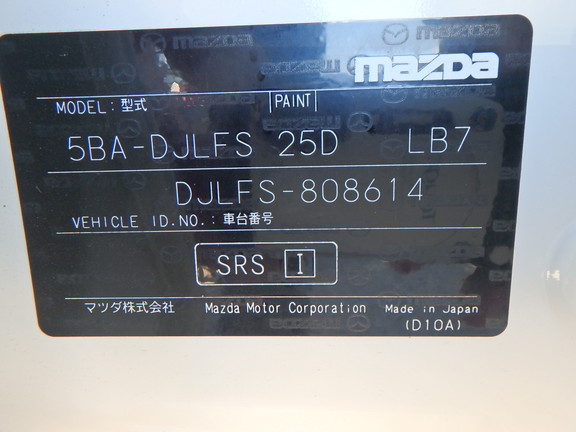 mazda
MODEL：型式 PAINT
5BA-DJLFS 25D LB7
DJLFS-808614
VEHICLE ID.NO.：車台番号
SRS I
マツダ株式会社 Mazda Motor Corporation Made in Japan
(D10A)